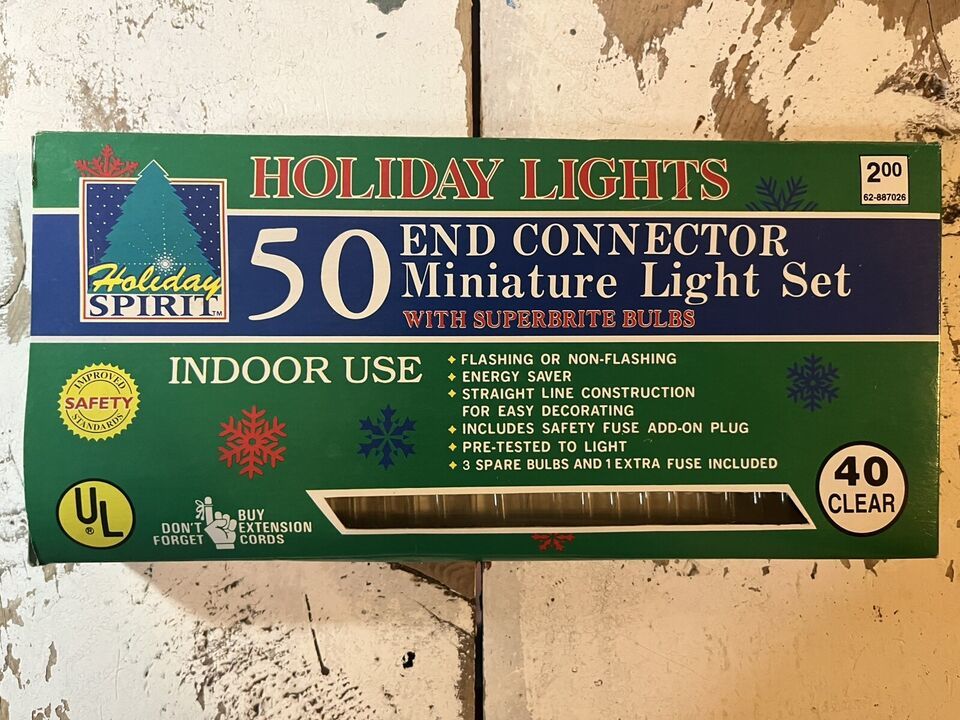 HOLIDAY LIGHTS
2.00
62-887026
Holiday
SPIRIT™
50
END CONNECTOR
Miniature Light Set
WITH SUPERBRITE BULBS
INDOOR USE
FLASHING OR NON-FLASHING
ENERGY SAVER
STRAIGHT LINE CONSTRUCTION
FOR EASY DECORATING
INCLUDES SAFETY FUSE ADD-ON PLUG
PRE-TESTED TO LIGHT
3 SPARE BULBS AND 1 EXTRA FUSE INCLUDED
IMPROVED
SAFETY
STANDARDS
UL®
DON'T
FORGET
BUY
EXTENSION
CORDS
40
CLEAR